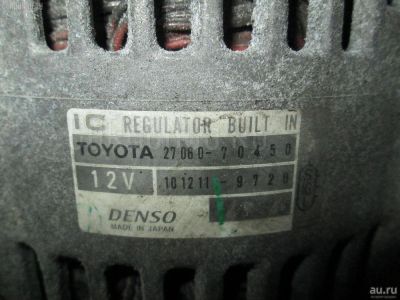 IC REGULATOR BUILT IN
TOYOTA 27060-70450
12V 101211-9720
DENSO
MADE IN JAPAN
au.ru